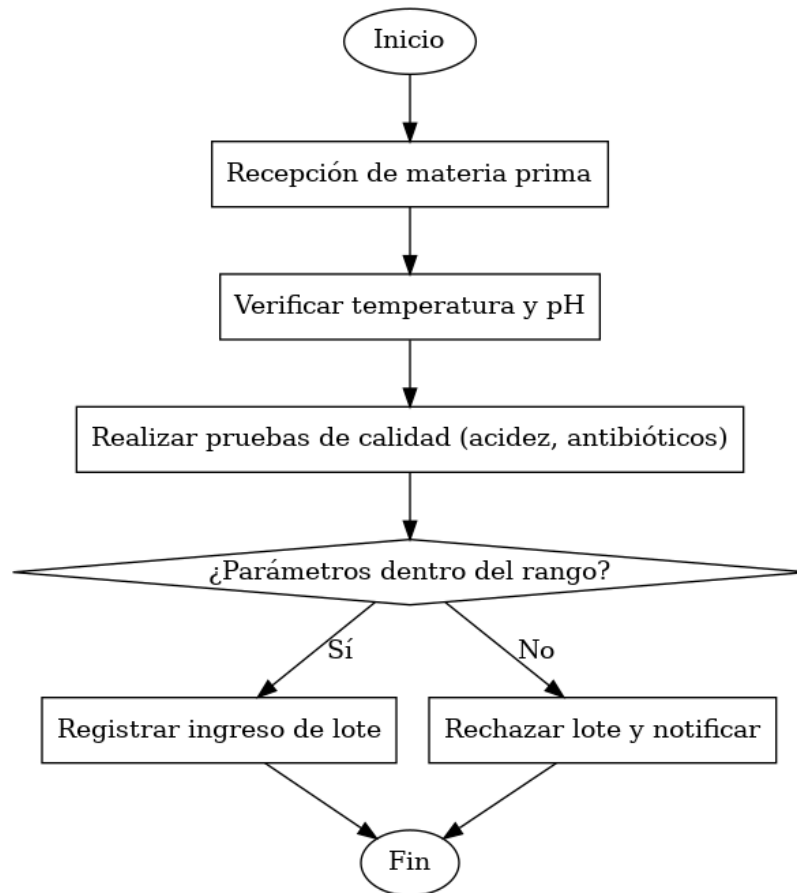 Inicio
Recepción de materia prima
Verificar temperatura y pH
Realizar pruebas de calidad (acidez, antibióticos)
¿Parámetros dentro del rango?
Sí
No
Registrar ingreso de lote
Rechazar lote y notificar
Fin